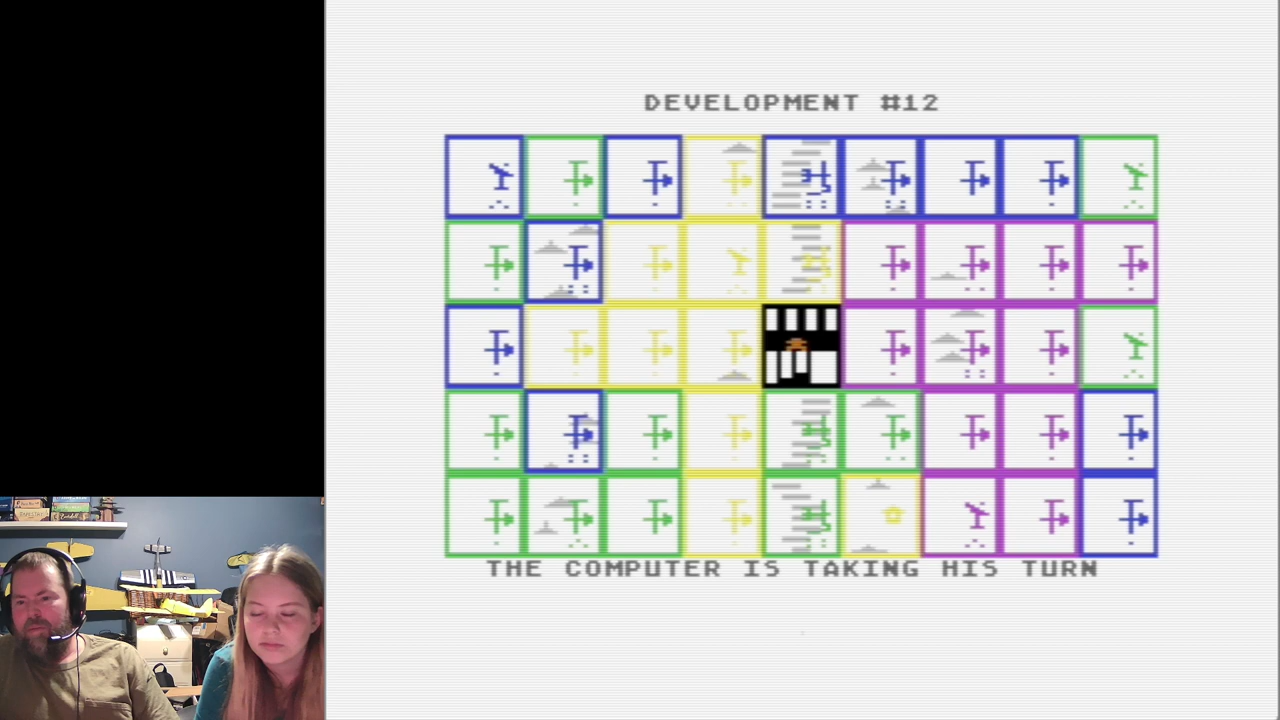 DEVELOPMENT #12
THE COMPUTER IS TAKING HIS TURN